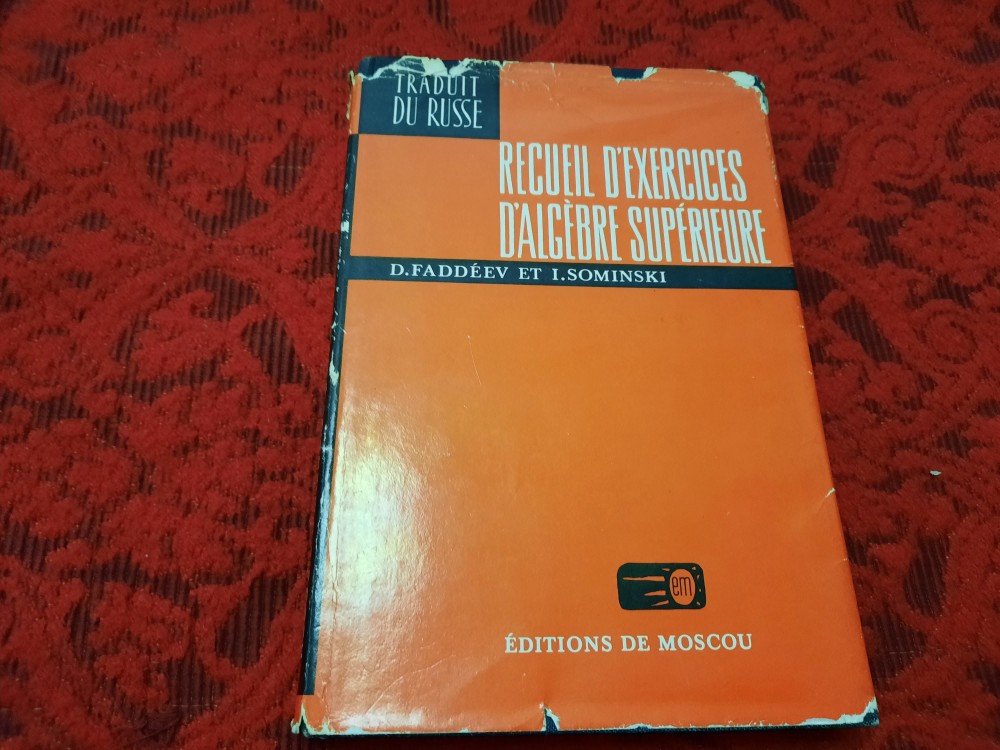 TRADUIT
DU RUSSE
RECUEIL D'EXERCICES
D'ALGÈBRE SUPÉRIEURE
D.FADDÉEV ET I.SOMINSKI
em
ÉDITIONS DE MOSCOU